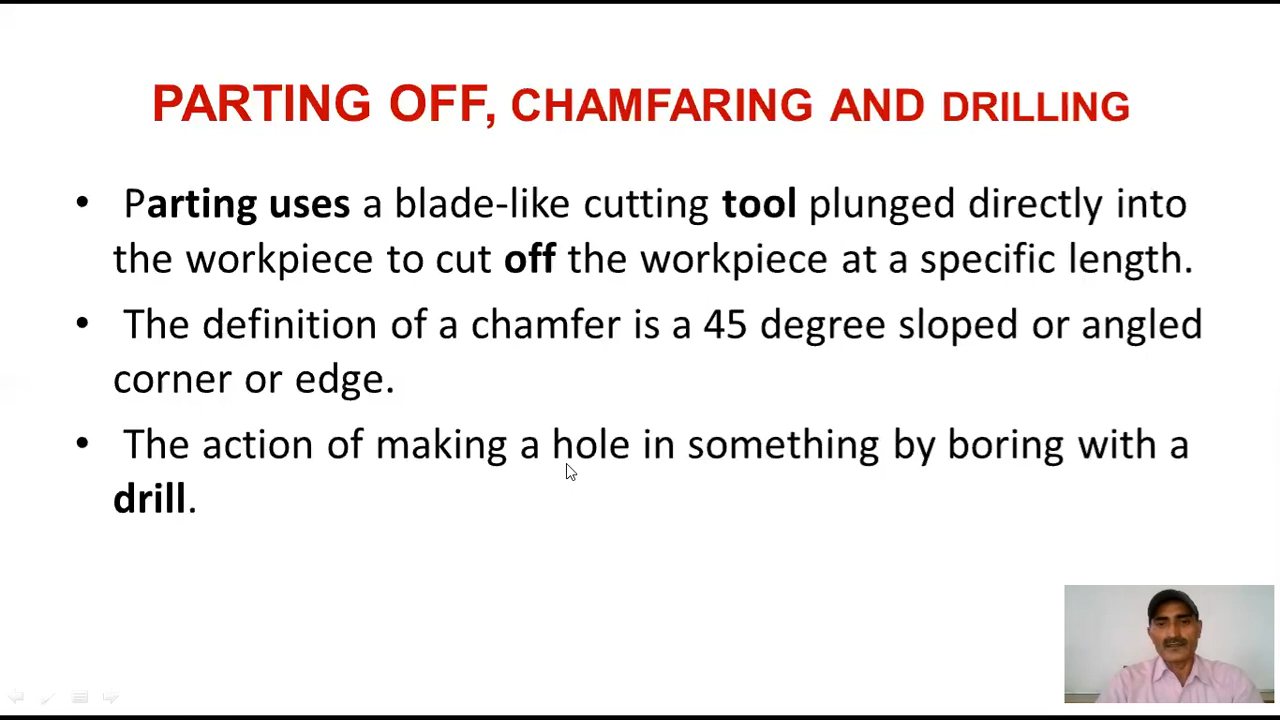 PARTING OFF, CHAMFARING AND DRILLING
• Parting uses a blade-like cutting tool plunged directly into
the workpiece to cut off the workpiece at a specific length.
• The definition of a chamfer is a 45 degree sloped or angled
corner or edge.
• The action of making a hole in something by boring with a
drill.